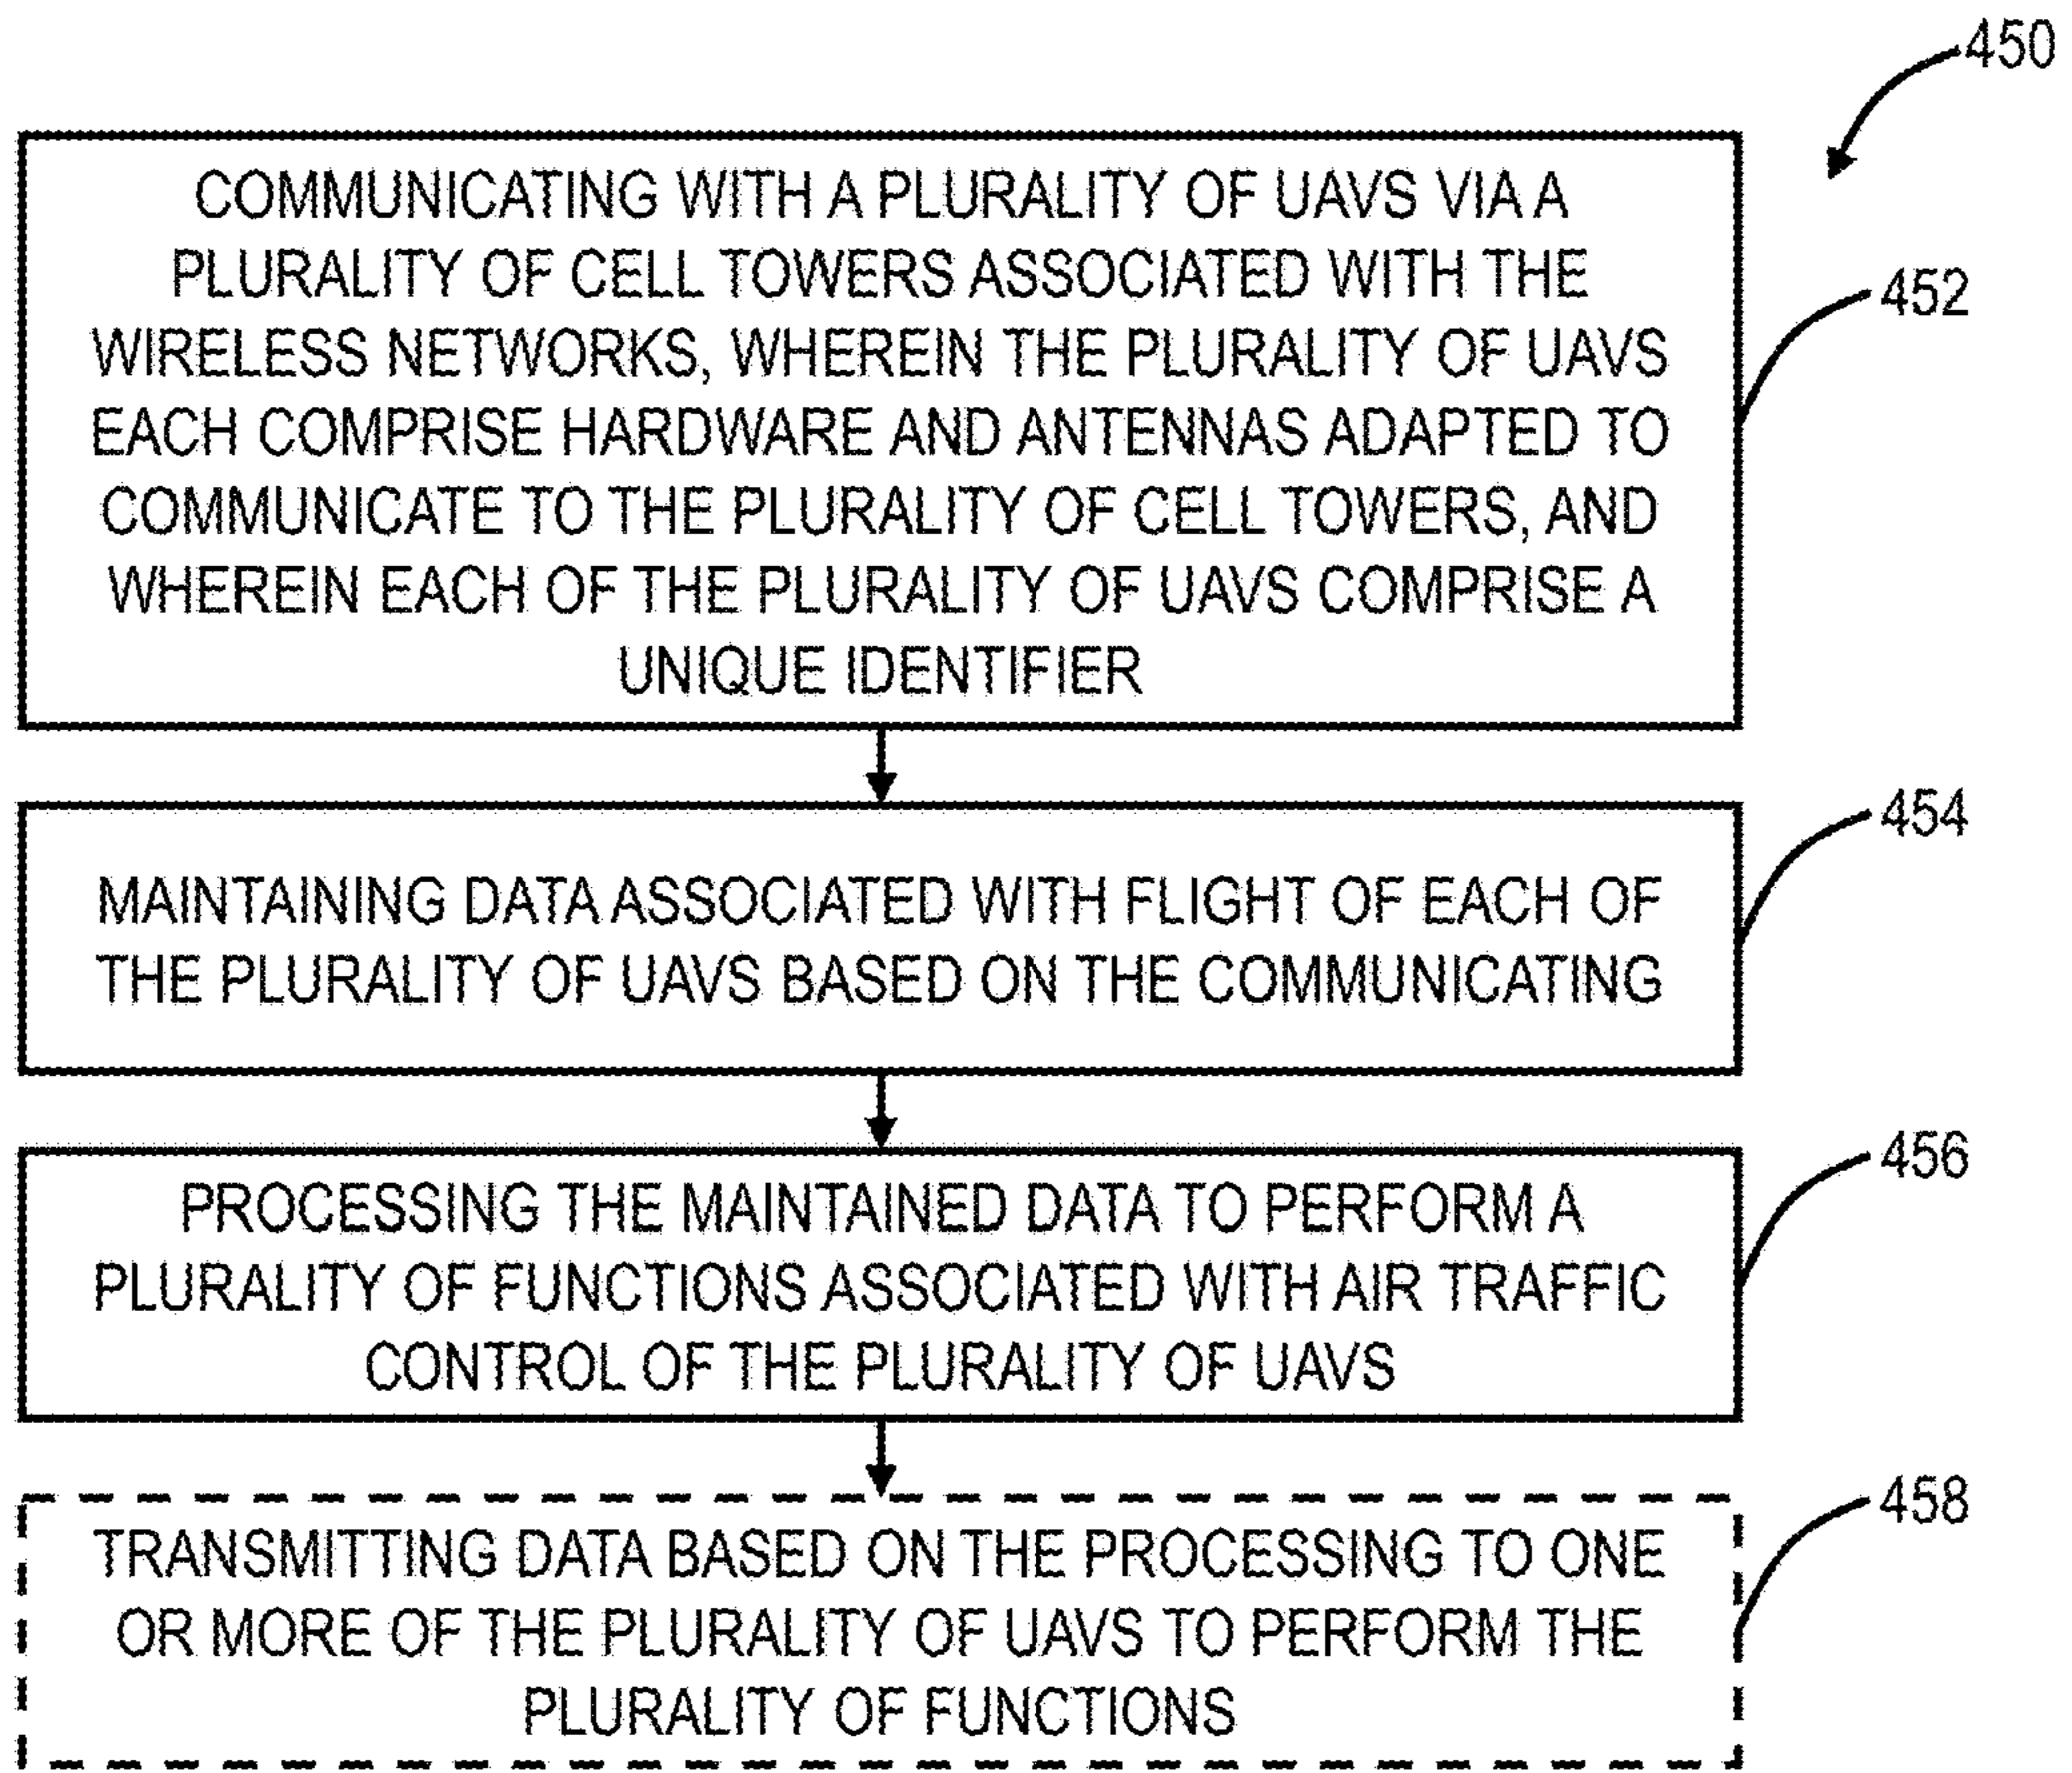 450
COMMUNICATING WITH A PLURALITY OF UAVS VIA A
PLURALITY OF CELL TOWERS ASSOCIATED WITH THE
WIRELESS NETWORKS, WHEREIN THE PLURALITY OF UAVS
EACH COMPRISE HARDWARE AND ANTENNAS ADAPTED TO
COMMUNICATE TO THE PLURALITY OF CELL TOWERS, AND
WHEREIN EACH OF THE PLURALITY OF UAVS COMPRISE A
UNIQUE IDENTIFIER
452
MAINTAINING DATA ASSOCIATED WITH FLIGHT OF EACH OF
THE PLURALITY OF UAVS BASED ON THE COMMUNICATING
454
PROCESSING THE MAINTAINED DATA TO PERFORM A
PLURALITY OF FUNCTIONS ASSOCIATED WITH AIR TRAFFIC
CONTROL OF THE PLURALITY OF UAVS
456
TRANSMITTING DATA BASED ON THE PROCESSING TO ONE
OR MORE OF THE PLURALITY OF UAVS TO PERFORM THE
PLURALITY OF FUNCTIONS
458